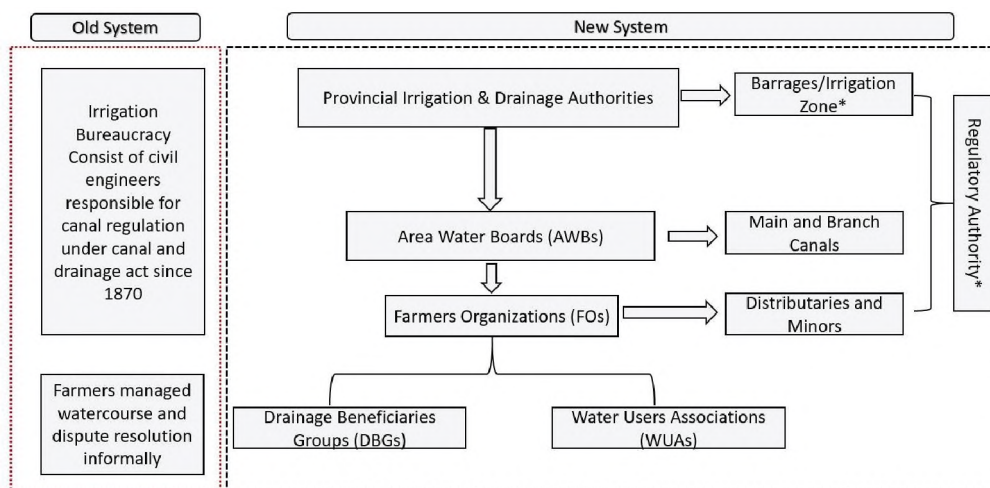 Old System
New System
Irrigation
Bureaucracy
Consist of civil
engineers
responsible for
canal regulation
under canal and
drainage act since
1870
Farmers managed
watercourse and
dispute resolution
informally
Provincial Irrigation & Drainage Authorities
Barrages/Irrigation
Zone*
Area Water Boards (AWBs)
Main and Branch
Canals
Farmers Organizations (FOs)
Distributaries and
Minors
Drainage Beneficiaries
Groups (DBGs)
Water Users Associations
(WUAs)
Regulatory Authority*